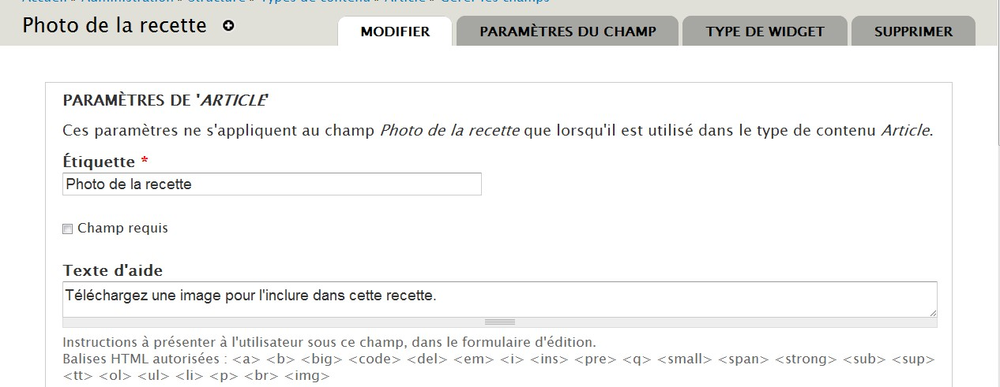 Accueil » Administration » Structure » Types de contenu » Article » Gérer les champs
Photo de la recette
MODIFIER
PARAMÈTRES DU CHAMP
TYPE DE WIDGET
SUPPRIMER
PARAMÈTRES DE 'ARTICLE'
Ces paramètres ne s'appliquent au champ Photo de la recette que lorsqu'il est utilisé dans le type de contenu Article.
Étiquette *
Photo de la recette
Champ requis
Texte d'aide
Téléchargez une image pour l'inclure dans cette recette.
Instructions à présenter à l'utilisateur sous ce champ, dans le formulaire d'édition.
Balises HTML autorisées : <a> <b> <big> <code> <del> <em> <i> <ins> <pre> <q> <small> <span> <strong> <sub> <sup>
<tt> <ol> <ul> <li> <p> <br> <img>